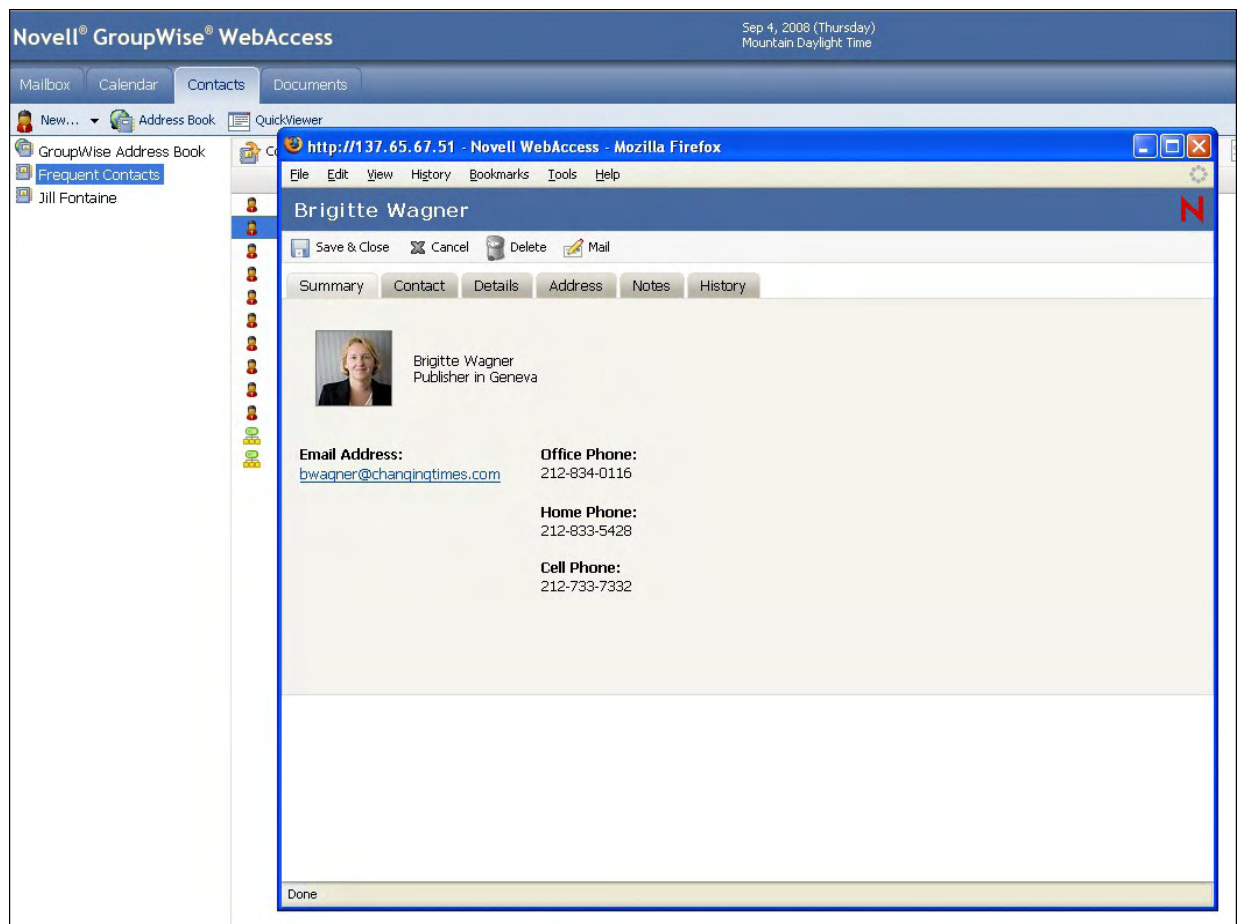 Novell® GroupWise® WebAccess
Sep 4, 2008 (Thursday)
Mountain Daylight Time
Mailbox Calendar Contacts Documents
New... Address Book QuickViewer
GroupWise Address Book
Frequent Contacts
Jill Fontaine
http://137.65.67.51 - Novell WebAccess - Mozilla Firefox
File Edit View History Bookmarks Tools Help
Brigitte Wagner
N
Save & Close Cancel Delete Mail
Summary Contact Details Address Notes History
Brigitte Wagner
Publisher in Geneva
Email Address: Office Phone:
bwagner@changingtimes.com 212-834-0116
Home Phone:
212-833-5428
Cell Phone:
212-733-7332
Done